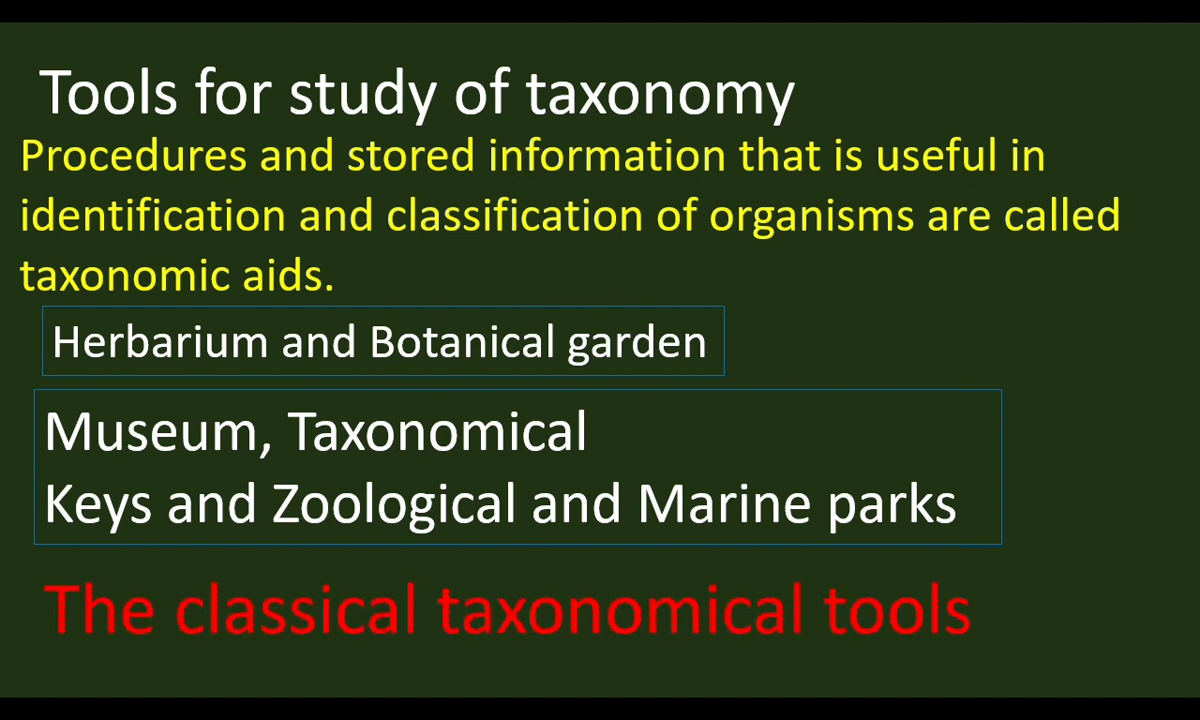 Tools for study of taxonomy
Procedures and stored information that is useful in
identification and classification of organisms are called
taxonomic aids.
Herbarium and Botanical garden
Museum, Taxonomical
Keys and Zoological and Marine parks
The classical taxonomical tools